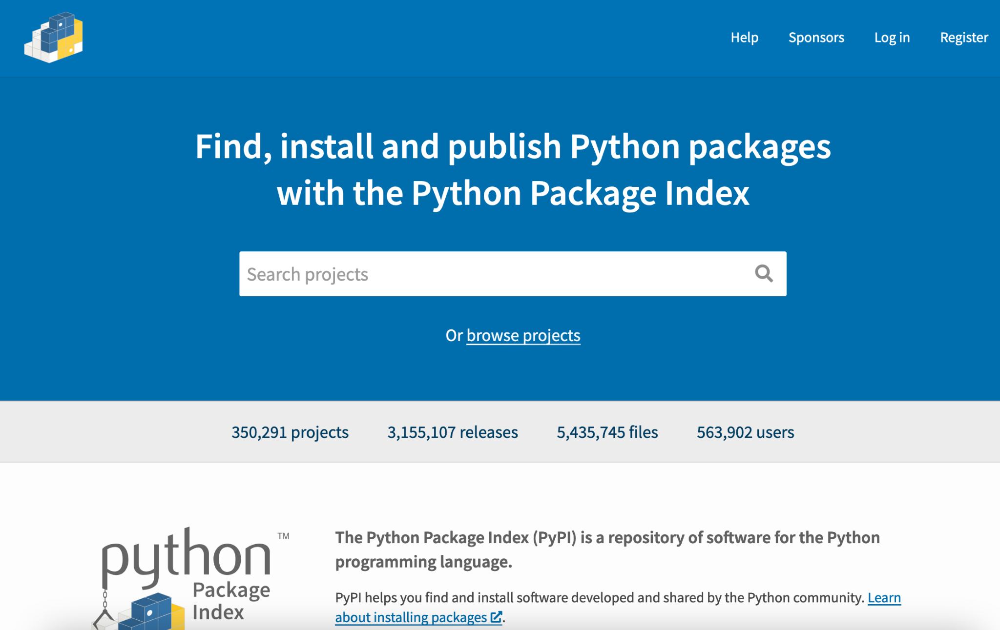 Help Sponsors Log in Register
Find, install and publish Python packages
with the Python Package Index
Search projects
Or browse projects
350,291 projects 3,155,107 releases 5,435,745 files 563,902 users
python ™
Package
Index
The Python Package Index (PyPI) is a repository of software for the Python
programming language.
PyPI helps you find and install software developed and shared by the Python community. Learn
about installing packages.